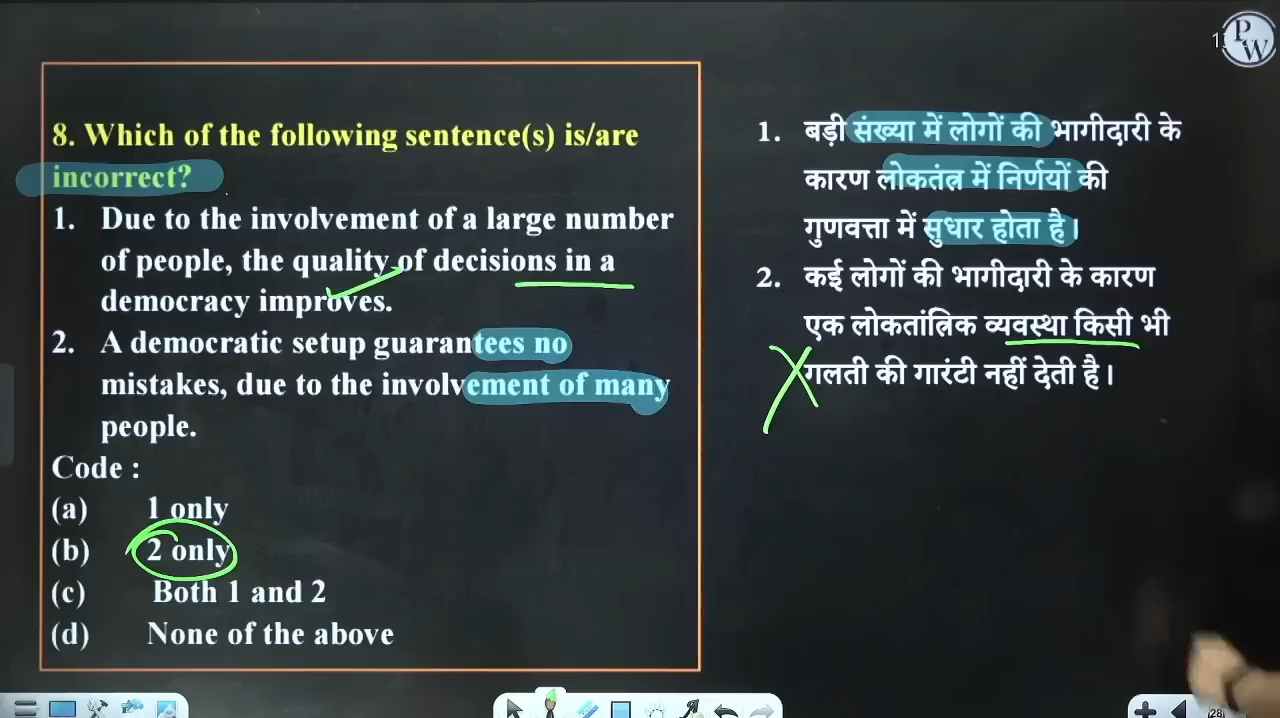 8. Which of the following sentence(s) is/are
incorrect?
1. Due to the involvement of a large number
of people, the quality of decisions in a
democracy improves.
2. A democratic setup guarantees no
mistakes, due to the involvement of many
people.
Code :
(a) 1 only
(b) 2 only
(c) Both 1 and 2
(d) None of the above
1. बड़ी संख्या में लोगों की भागीदारी के
कारण लोकतंत्र में निर्णयों की
गुणवत्ता में सुधार होता है।
2. कई लोगों की भागीदारी के कारण
एक लोकतांत्रिक व्यवस्था किसी भी
गलती की गारंटी नहीं देती है।
PW
(28)